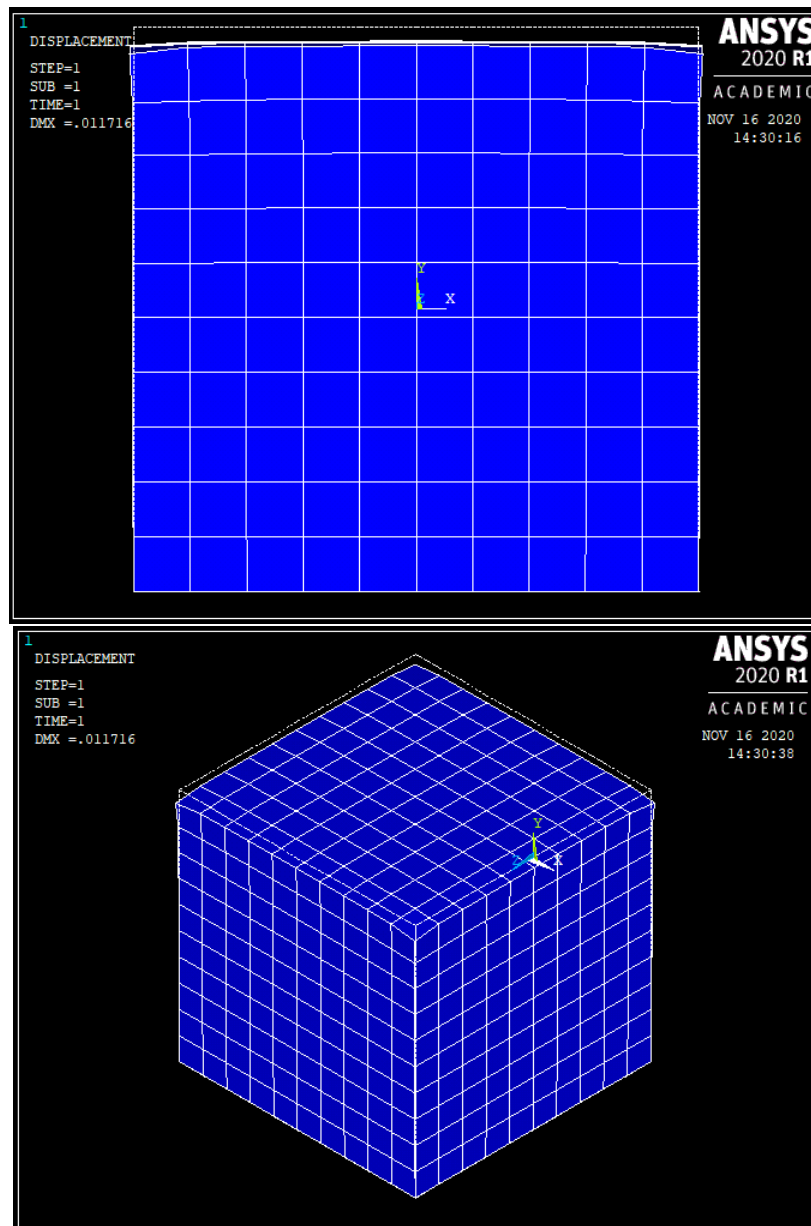 1
DISPLACEMENT
STEP=1
SUB =1
TIME=1
DMX =.011716
ANSYS
2020 R1
ACADEMIC
NOV 16 2020
14:30:16
Y
Z
X
1
DISPLACEMENT
STEP=1
SUB =1
TIME=1
DMX =.011716
ANSYS
2020 R1
ACADEMIC
NOV 16 2020
14:30:38
Y
Z
X